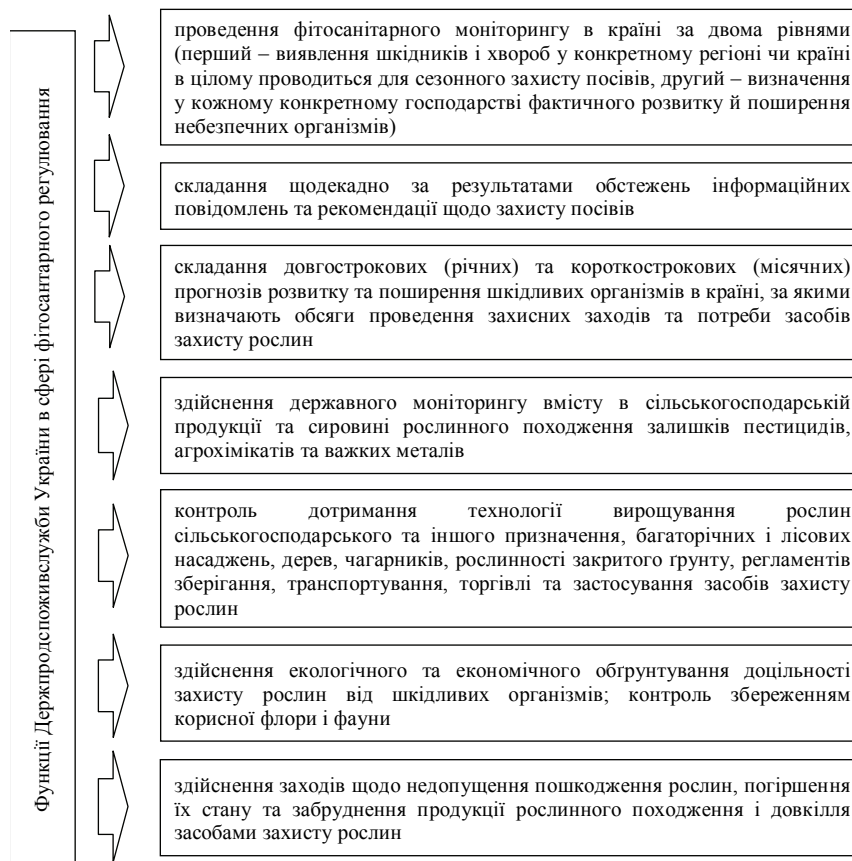 Функції Держпродспоживслужби України в сфері фітосантарного регулювання
проведення фітосанітарного моніторингу в країні за двома рівнями
(перший – виявлення шкідників і хвороб у конкретному регіоні чи країні
в цілому проводиться для сезонного захисту посівів, другий – визначення
у кожному конкретному господарстві фактичного розвитку й поширення
небезпечних організмів)
складання щодекадно за результатами обстежень інформаційних
повідомлень та рекомендації щодо захисту посівів
складання довгострокових (річних) та короткострокових (місячних)
прогнозів розвитку та поширення шкідливих організмів в країні, за якими
визначають обсяги проведення захисних заходів та потреби засобів
захисту рослин
здійснення державного моніторингу вмісту в сільськогосподарській
продукції та сировині рослинного походження залишків пестицидів,
агрохімікатів та важких металів
контроль дотримання технології вирощування рослин
сільськогосподарського та іншого призначення, багаторічних і лісових
насаджень, дерев, чагарників, рослинності закритого ґрунту, регламентів
зберігання, транспортування, торгівлі та застосування засобів захисту
рослин
здійснення екологічного та економічного обґрунтування доцільності
захисту рослин від шкідливих організмів; контроль збереженням
корисної флори і фауни
здійснення заходів щодо недопущення пошкодження рослин, погіршення
їх стану та забруднення продукції рослинного походження і довкілля
засобами захисту рослин